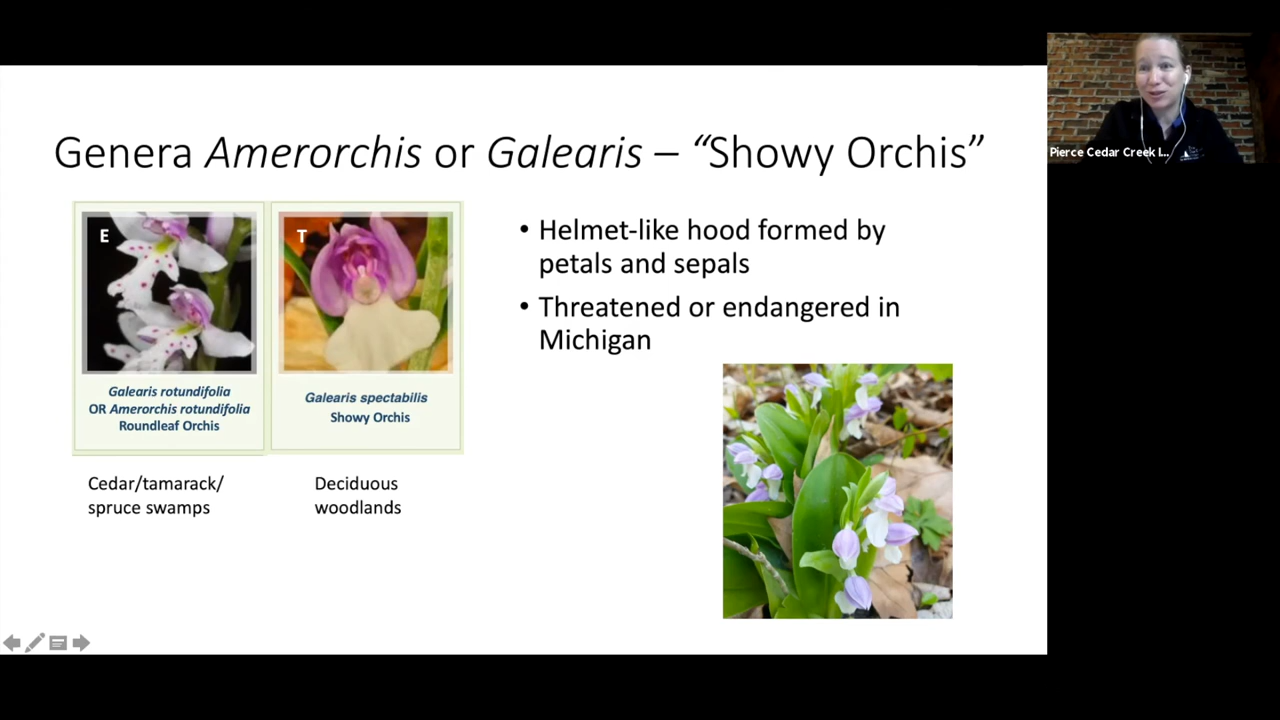 Genera Amerorchis or Galearis – “Showy Orchis”
E
Galearis rotundifolia
OR Amerorchis rotundifolia
Roundleaf Orchis
T
Galearis spectabilis
Showy Orchis
Cedar/tamarack/
spruce swamps
Deciduous
woodlands
• Helmet-like hood formed by
petals and sepals
• Threatened or endangered in
Michigan
Pierce Cedar Creek I...